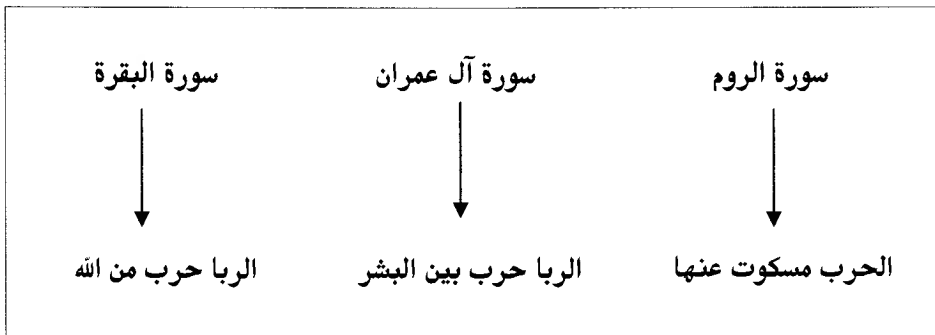 سورة الروم سورة آل عمران سورة البقرة
الحرب مسكوت عنها الربا حرب بين البشر الربا حرب من الله